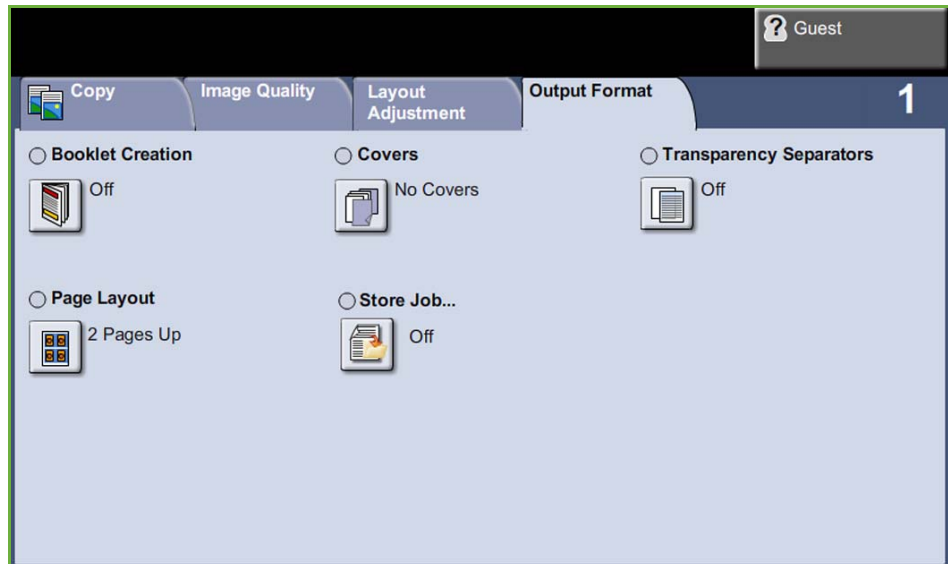 Guest
Copy
Image Quality
Layout
Adjustment
Output Format
1
Booklet Creation
Off
Covers
No Covers
Transparency Separators
Off
Page Layout
2 Pages Up
Store Job...
Off